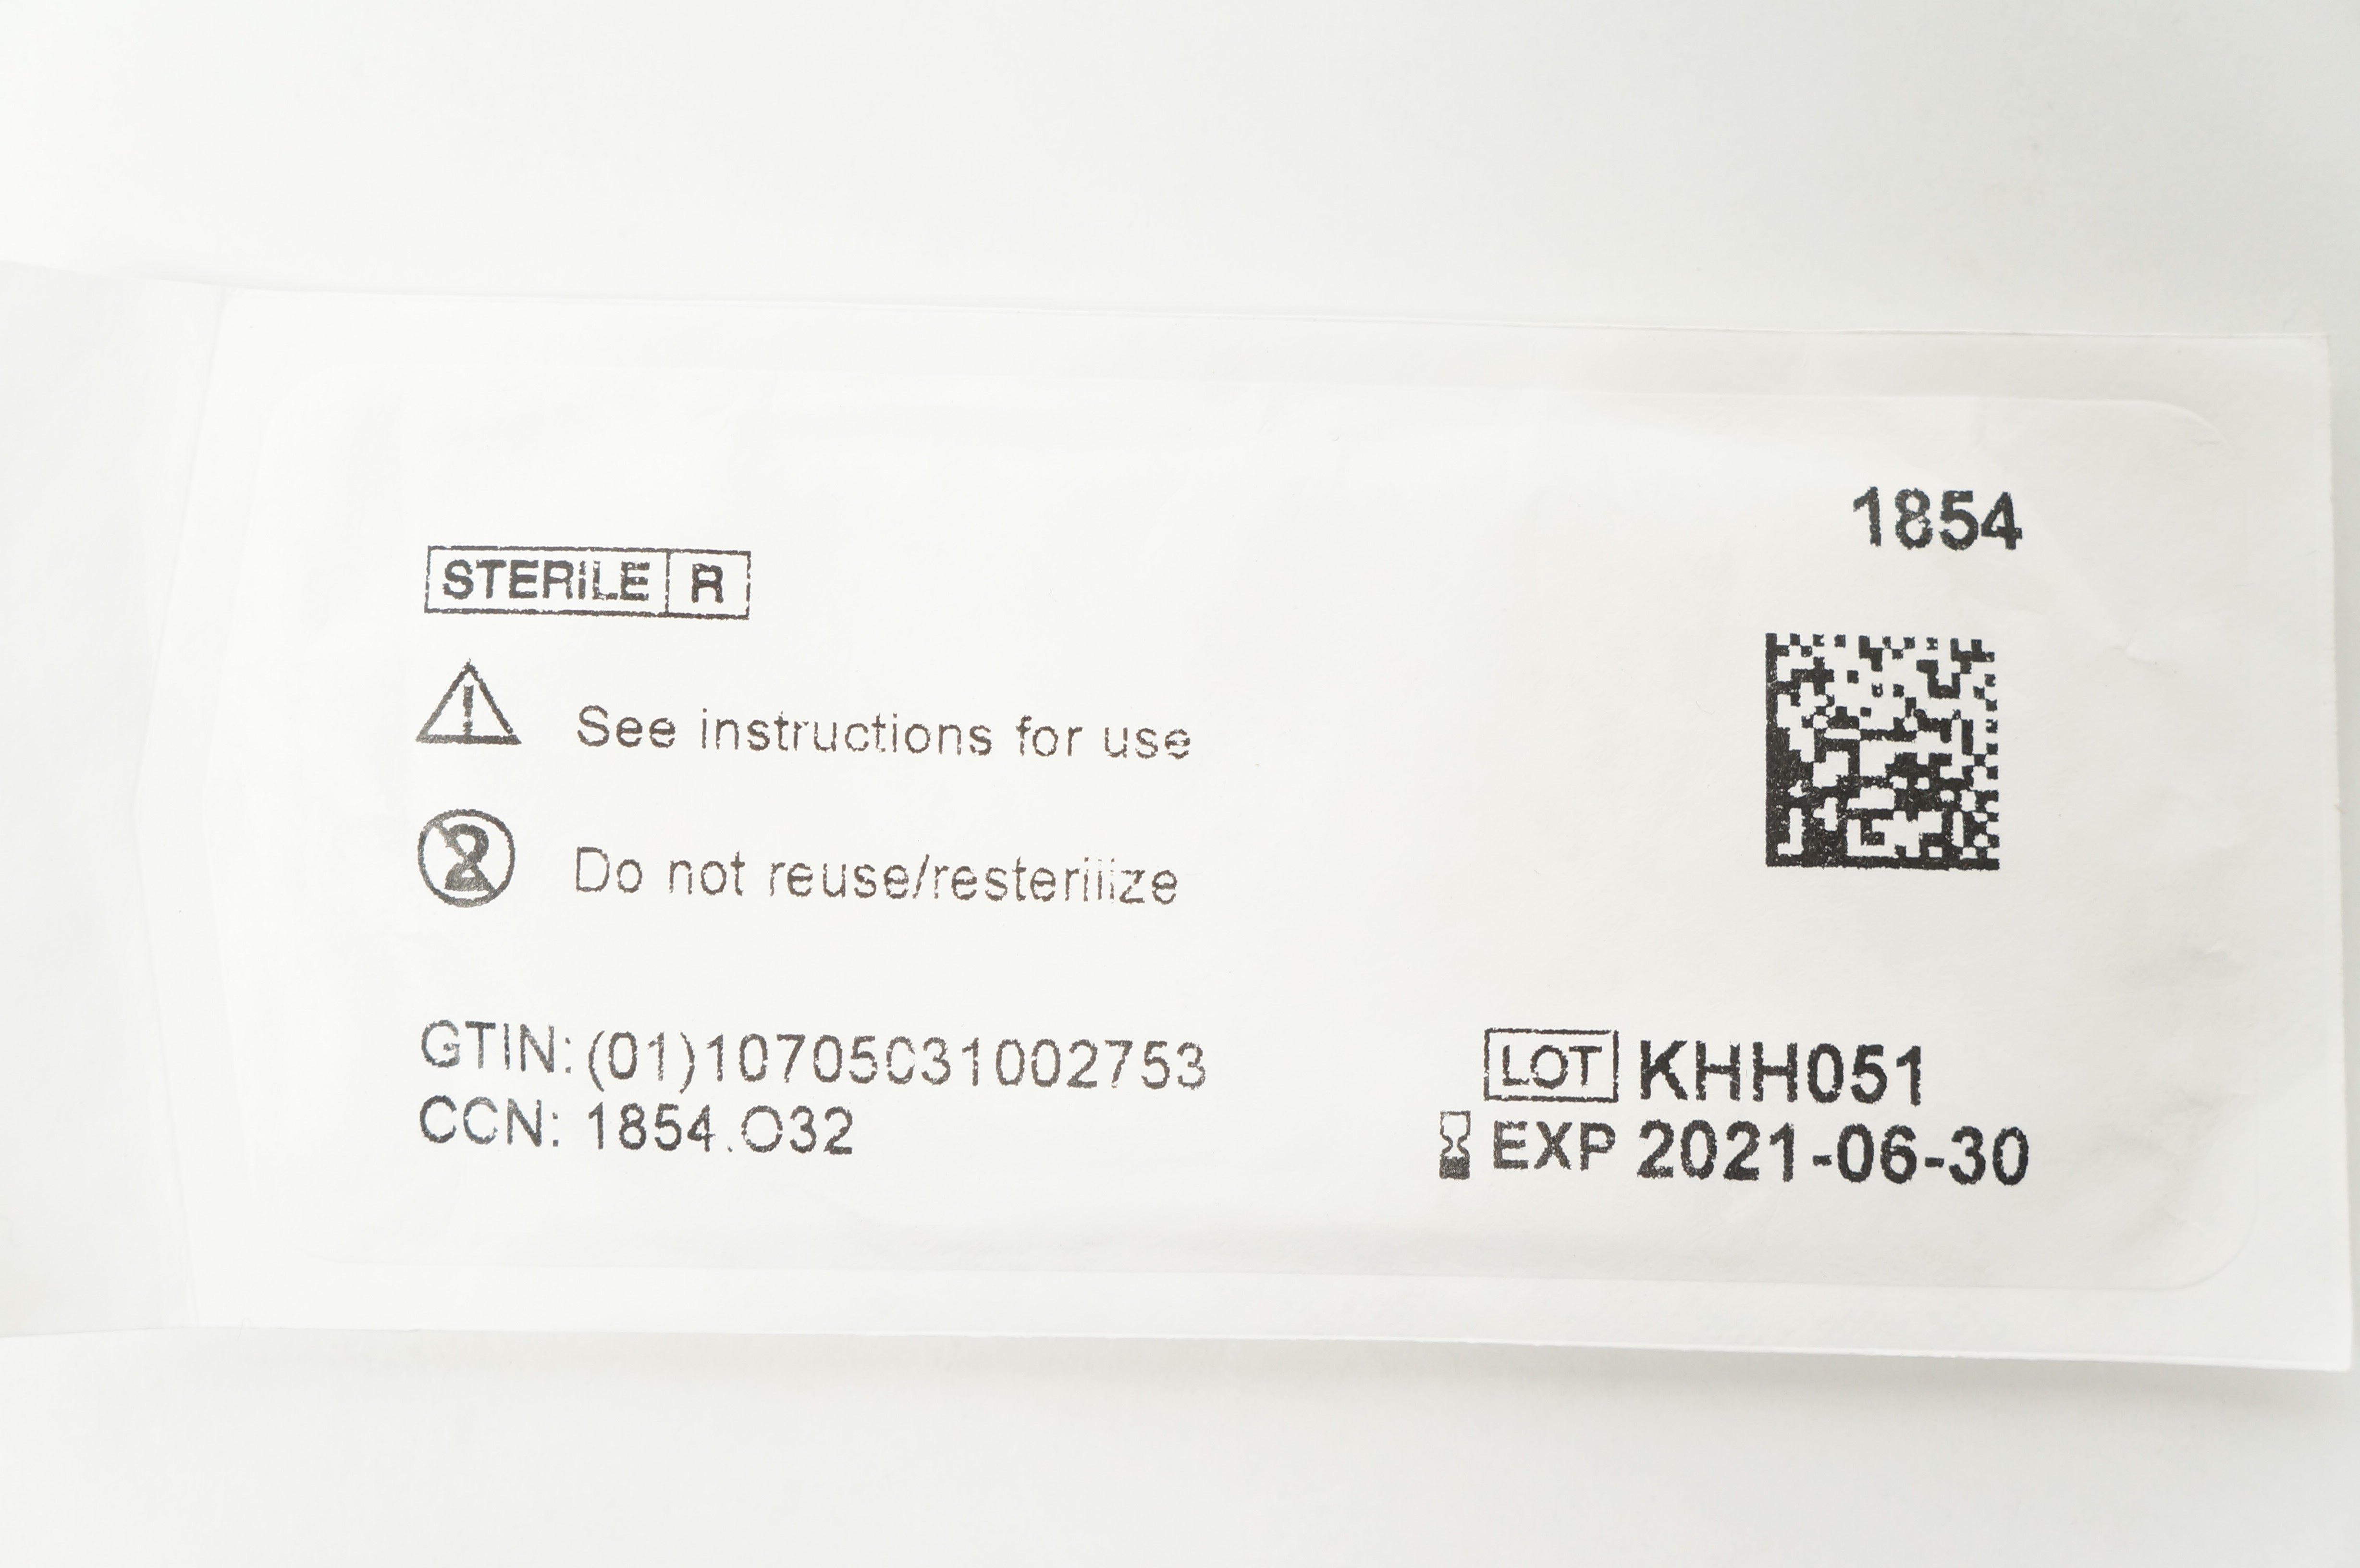 1854
STERILE R
See instructions for use
Do not reuse/resterilize
GTIN: (01)10705031002753
CCN: 1854.O32
LOT KHH051
EXP 2021-06-30